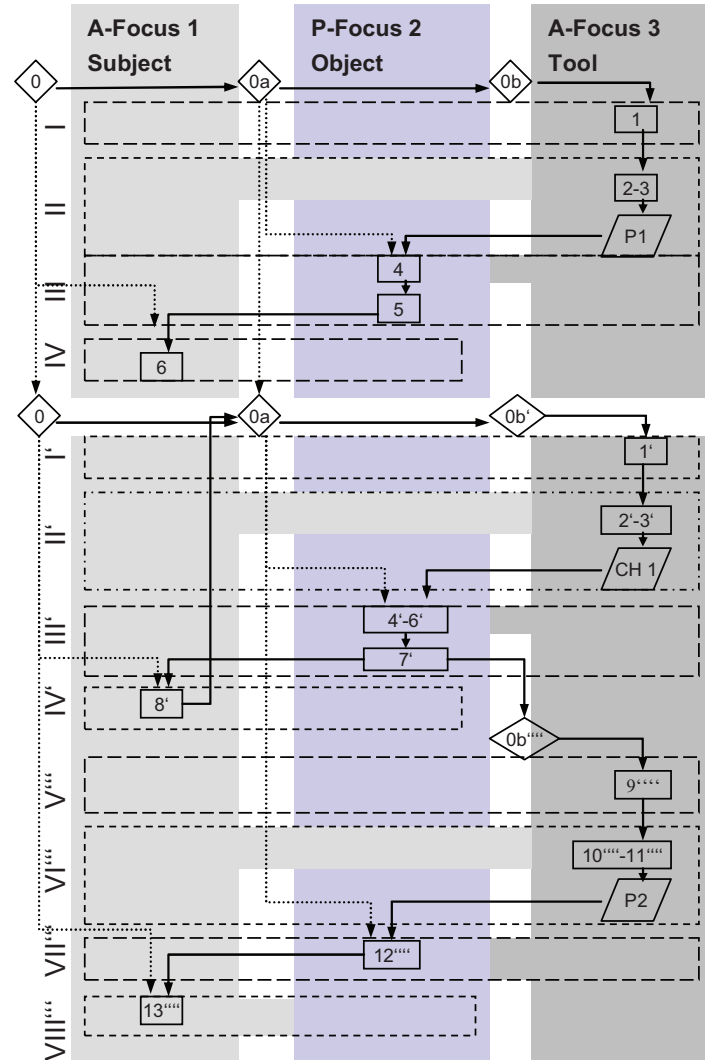 A-Focus 1 P-Focus 2 A-Focus 3
Subject Object Tool
0 0a 0b
I 1
II 2-3
P1
III 4
5
IV 6
0 0a 0b‘
I‘ 1‘
II‘ 2‘-3‘
CH 1
III‘ 4‘-6‘
7‘
IV‘ 8‘
0b““
V““ 9““
VI““ 10““-11““
P2
VII““ 12““
VIII““ 13““